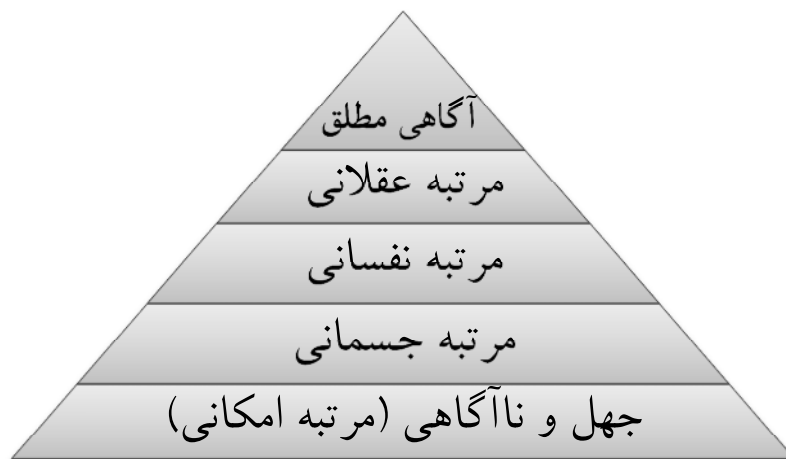 آگاهی مطلق
مرتبه عقلانی
مرتبه نفسانی
مرتبه جسمانی
جهل و ناآگاهی (مرتبه امکانی)